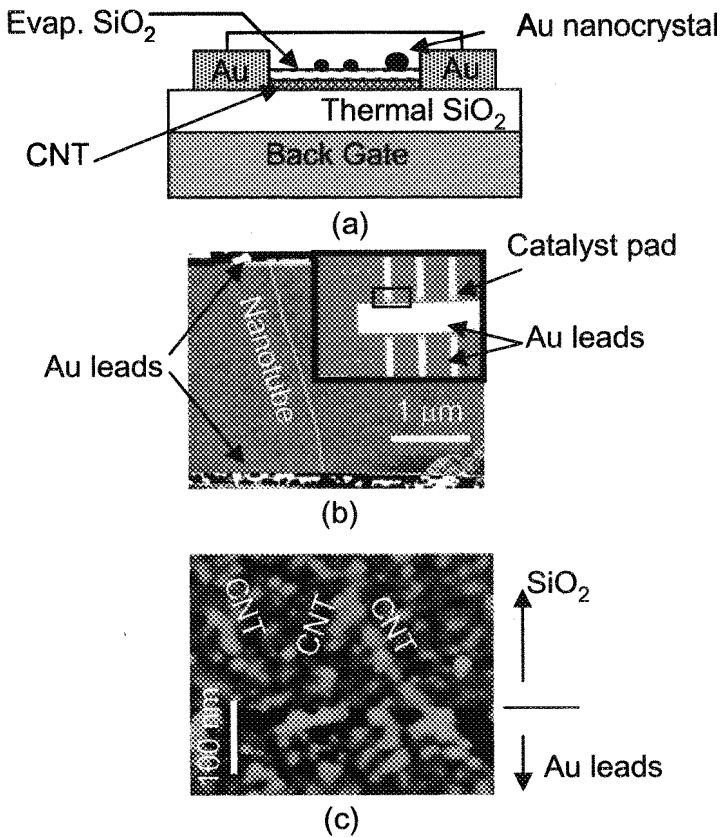 Evap. SiO₂
Au nanocrystal
Au
Au
Thermal SiO₂
CNT
Back Gate
(a)
Catalyst pad
Nanotube
Au leads
Au leads
1 μm
(b)
CNT
CNT
CNT
SiO₂
100 nm
Au leads
(c)